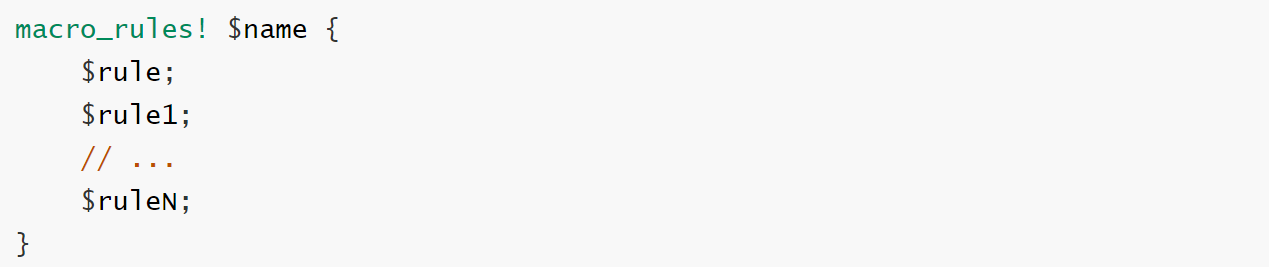 macro_rules! $name {
    $rule;
    $rule1;
    // ...
    $ruleN;
}